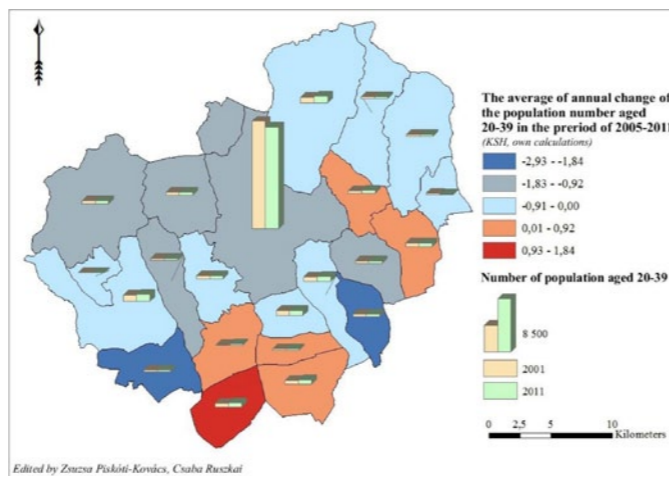 The average of annual change of
the population number aged
20-39 in the preriod of 2005-2011
(KSH, own calculations)
-2,93 - -1,84
-1,83 - -0,92
-0,91 - 0,00
0,01 - 0,92
0,93 - 1,84
Number of population aged 20-39
8 500
2001
2011
0 2,5 5 10
Kilometers
Edited by Zsuzsa Piskóti-Kovács, Csaba Ruszkai